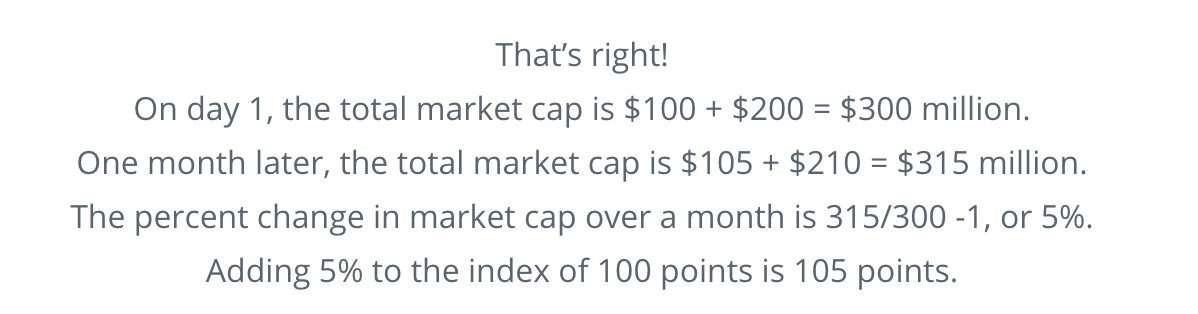 That’s right!
On day 1, the total market cap is $100 + $200 = $300 million.
One month later, the total market cap is $105 + $210 = $315 million.
The percent change in market cap over a month is 315/300 -1, or 5%.
Adding 5% to the index of 100 points is 105 points.